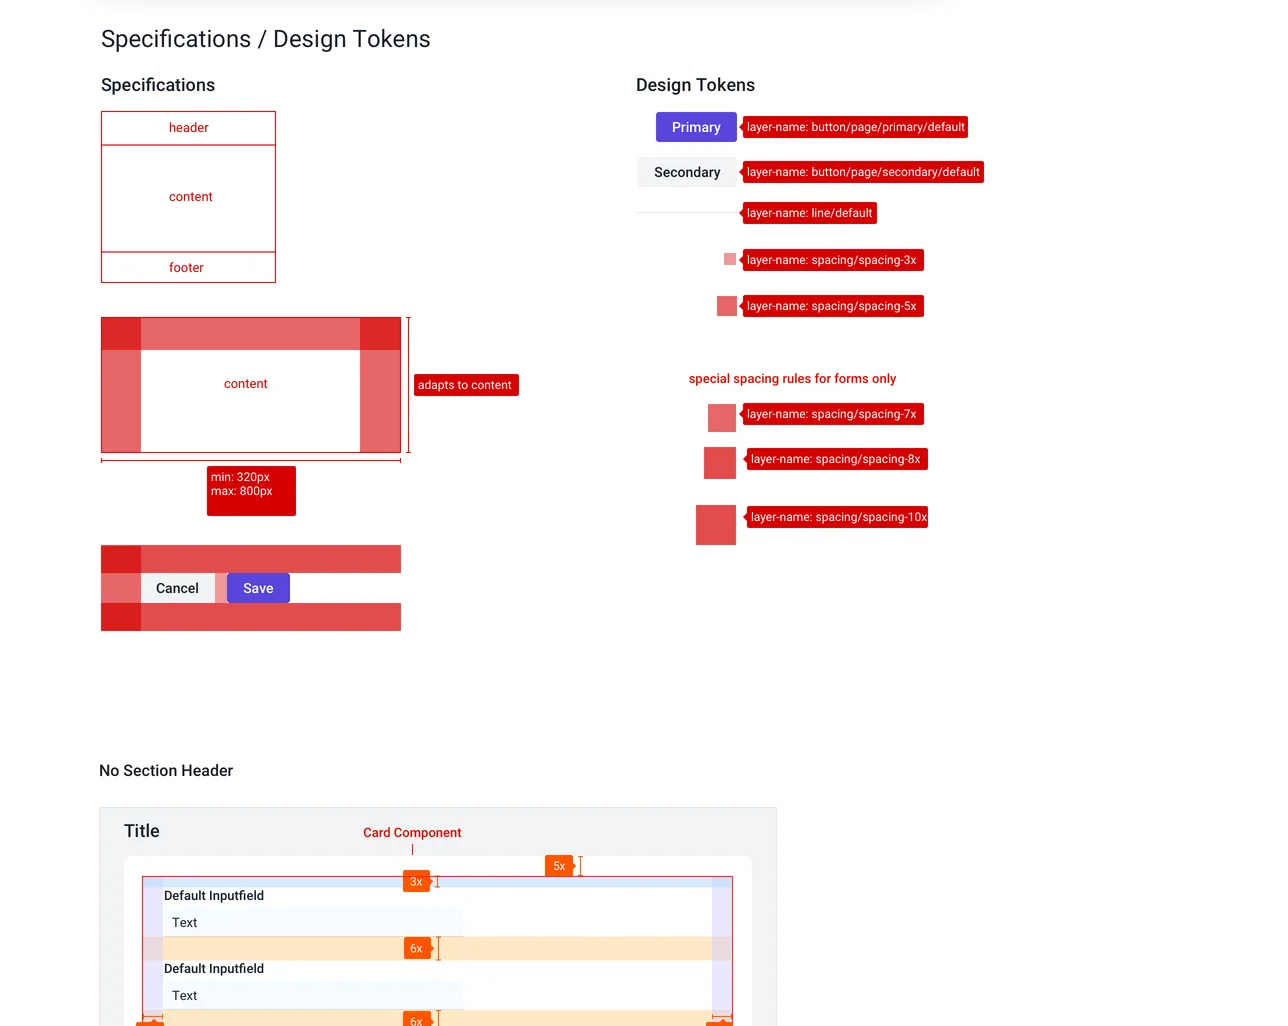 Specifications / Design Tokens
Specifications
header
content
footer
content
adapts to content
min: 320px
max: 800px
Cancel
Save
Design Tokens
Primary
layer-name: button/page/primary/default
Secondary
layer-name: button/page/secondary/default
layer-name: line/default
layer-name: spacing/spacing-3x
layer-name: spacing/spacing-5x
special spacing rules for forms only
layer-name: spacing/spacing-7x
layer-name: spacing/spacing-8x
layer-name: spacing/spacing-10x
No Section Header
Title
Card Component
5x
3x
Default Inputfield
Text
6x
Default Inputfield
Text
6x